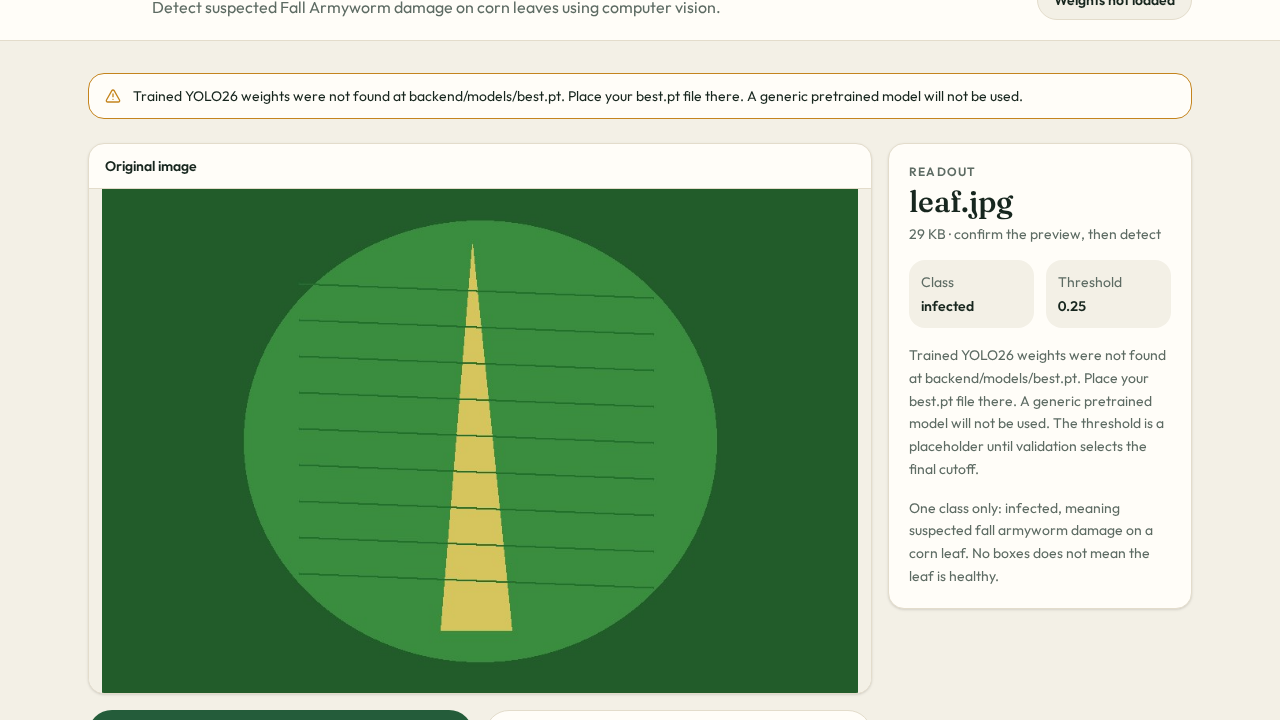 Detect suspected Fall Armyworm damage on corn leaves using computer vision.
Weights not loaded
Trained YOLO26 weights were not found at backend/models/best.pt. Place your best.pt file there. A generic pretrained model will not be used.
Original image
READOUT
leaf.jpg
29 KB · confirm the preview, then detect
Class
infected
Threshold
0.25
Trained YOLO26 weights were not found
at backend/models/best.pt. Place your
best.pt file there. A generic pretrained
model will not be used. The threshold is a
placeholder until validation selects the
final cutoff.
One class only: infected, meaning
suspected fall armyworm damage on a
corn leaf. No boxes does not mean the
leaf is healthy.